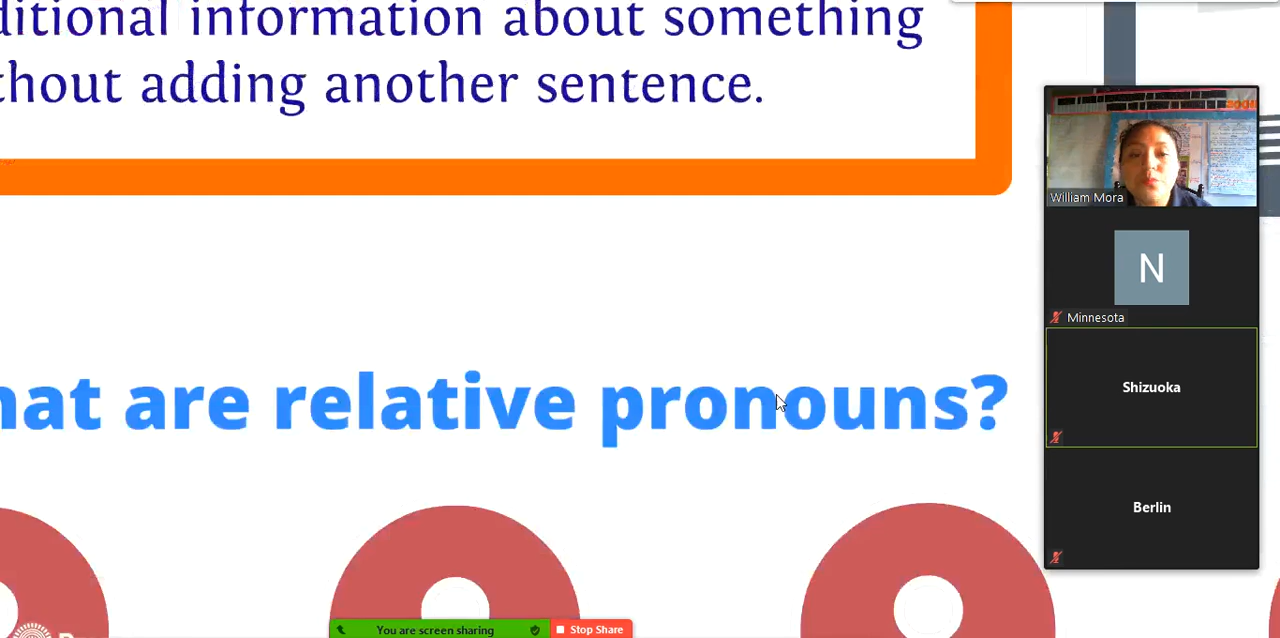 ditional information about something
thout adding another sentence.
hat are relative pronouns?
William Mora
N
Minnesota
Shizuoka
Berlin
You are screen sharing
Stop Share